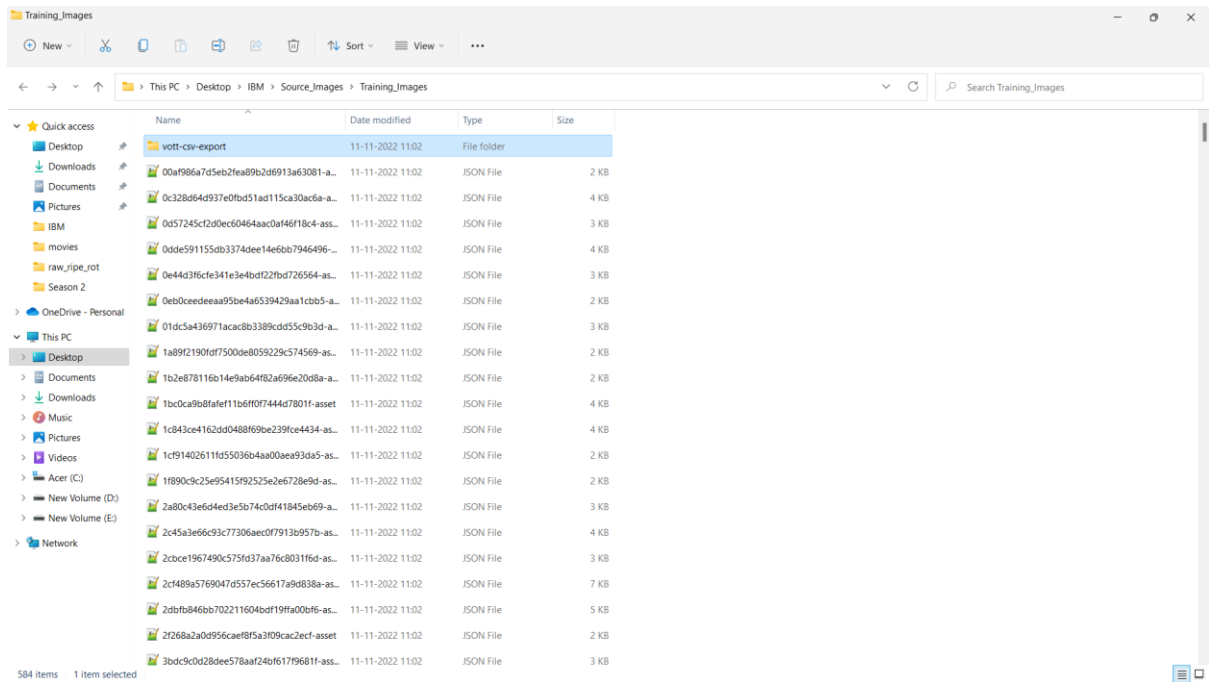 Training_Images
New
Sort
View
This PC > Desktop > IBM > Source_Images > Training_Images
Search Training_Images
Quick access
Desktop
Downloads
Documents
Pictures
IBM
movies
raw_ripe_rot
Season 2
OneDrive - Personal
This PC
Desktop
Documents
Downloads
Music
Pictures
Videos
Acer (C:)
New Volume (D:)
New Volume (E:)
Network
Name Date modified Type Size
vott-csv-export 11-11-2022 11:02 File folder
00af986a7d5eb2fea89b2d6913a63081-a... 11-11-2022 11:02 JSON File 2 KB
0c328d64d937e0fbd51ad115ca30ac6a-a... 11-11-2022 11:02 JSON File 4 KB
0d57245cf2d0ec60464aac0af46f18c4-ass... 11-11-2022 11:02 JSON File 3 KB
0dde591155db3374dee14e6bb7946496-... 11-11-2022 11:02 JSON File 4 KB
0e44d3f6cfe341e3e4bdf22fbd726564-as... 11-11-2022 11:02 JSON File 3 KB
0eb0ceedeeaa95be4a6539429aa1cbb5-a... 11-11-2022 11:02 JSON File 2 KB
01dc5a436971acac8b3389cdd55c9b3d-a... 11-11-2022 11:02 JSON File 3 KB
1a89f2190fdf7500de8059229c574569-as... 11-11-2022 11:02 JSON File 2 KB
1b2e878116b14e9ab64f82a696e20d8a-a... 11-11-2022 11:02 JSON File 2 KB
1bc0ca9b8fafef11b6ff0f7444d7801f-asset 11-11-2022 11:02 JSON File 4 KB
1c843ce4162dd0488f69be239fce4434-as... 11-11-2022 11:02 JSON File 4 KB
1cf91402611fd55036b4aa00aea93da5-as... 11-11-2022 11:02 JSON File 2 KB
1f890c9c25e95415f92525e2e6728e9d-as... 11-11-2022 11:02 JSON File 2 KB
2a80c43e6d4ed3e5b74c0df41845eb69-a... 11-11-2022 11:02 JSON File 3 KB
2c45a3e66c93c77306aec0f7913b957b-as... 11-11-2022 11:02 JSON File 4 KB
2cbce1967490c575fd37aa76c8031f6d-as... 11-11-2022 11:02 JSON File 3 KB
2cf489a5769047d557ec56617a9d838a-as... 11-11-2022 11:02 JSON File 7 KB
2dbfb846bb702211604bdf19ffa00bf6-as... 11-11-2022 11:02 JSON File 5 KB
2f268a2a0d956caef8f5a3f09cac2ecf-asset 11-11-2022 11:02 JSON File 2 KB
3bdc9c0d28dee578aaf24bf617f9681f-ass... 11-11-2022 11:02 JSON File 3 KB
584 items 1 item selected